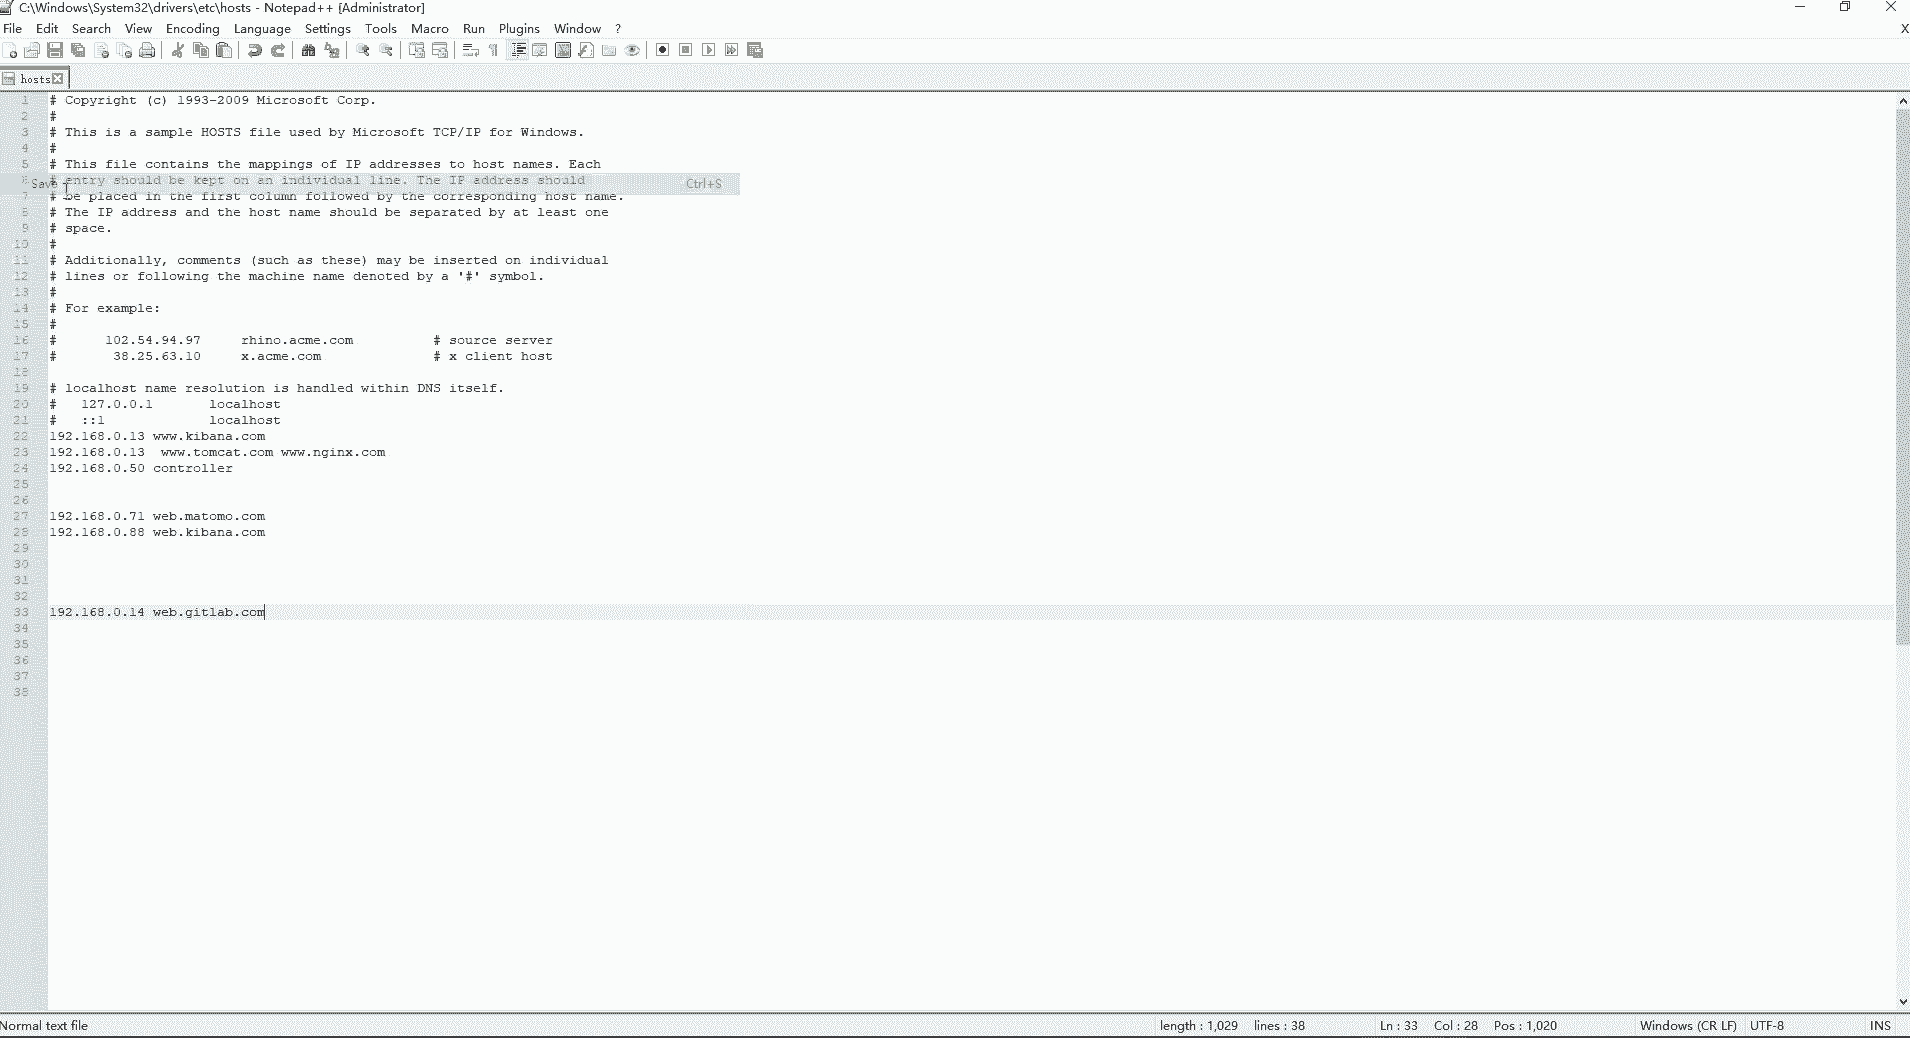 C:\Windows\System32\drivers\etc\hosts - Notepad++ [Administrator]
File Edit Search View Encoding Language Settings Tools Macro Run Plugins Window ? X
hosts
1 # Copyright (c) 1993-2009 Microsoft Corp.
2 #
3 # This is a sample HOSTS file used by Microsoft TCP/IP for Windows.
4 #
5 # This file contains the mappings of IP addresses to host names. Each
6 # entry should be kept on an individual line. The IP address should
Save Ctrl+S
7 # be placed in the first column followed by the corresponding host name.
8 # The IP address and the host name should be separated by at least one
9 # space.
10 #
11 # Additionally, comments (such as these) may be inserted on individual
12 # lines or following the machine name denoted by a '#' symbol.
13 #
14 # For example:
15 #
16 # 102.54.94.97 rhino.acme.com # source server
17 # 38.25.63.10 x.acme.com # x client host
18
19 # localhost name resolution is handled within DNS itself.
20 # 127.0.0.1 localhost
21 # ::1 localhost
22 192.168.0.13 www.kibana.com
23 192.168.0.13 www.tomcat.com www.nginx.com
24 192.168.0.50 controller
25
26
27 192.168.0.71 web.matomo.com
28 192.168.0.88 web.kibana.com
29
30
31
32
33 192.168.0.14 web.gitlab.com
34
35
36
37
38
Normal text file length : 1,029 lines : 38 Ln : 33 Col : 28 Pos : 1,020 Windows (CR LF) UTF-8 INS